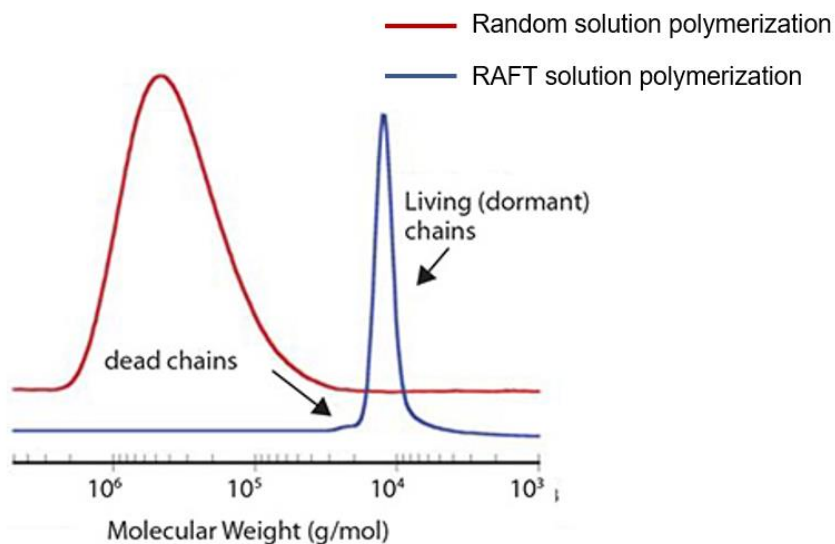 Random solution polymerization
RAFT solution polymerization
Living (dormant)
chains
dead chains
10⁶ 10⁵ 10⁴ 10³
Molecular Weight (g/mol)